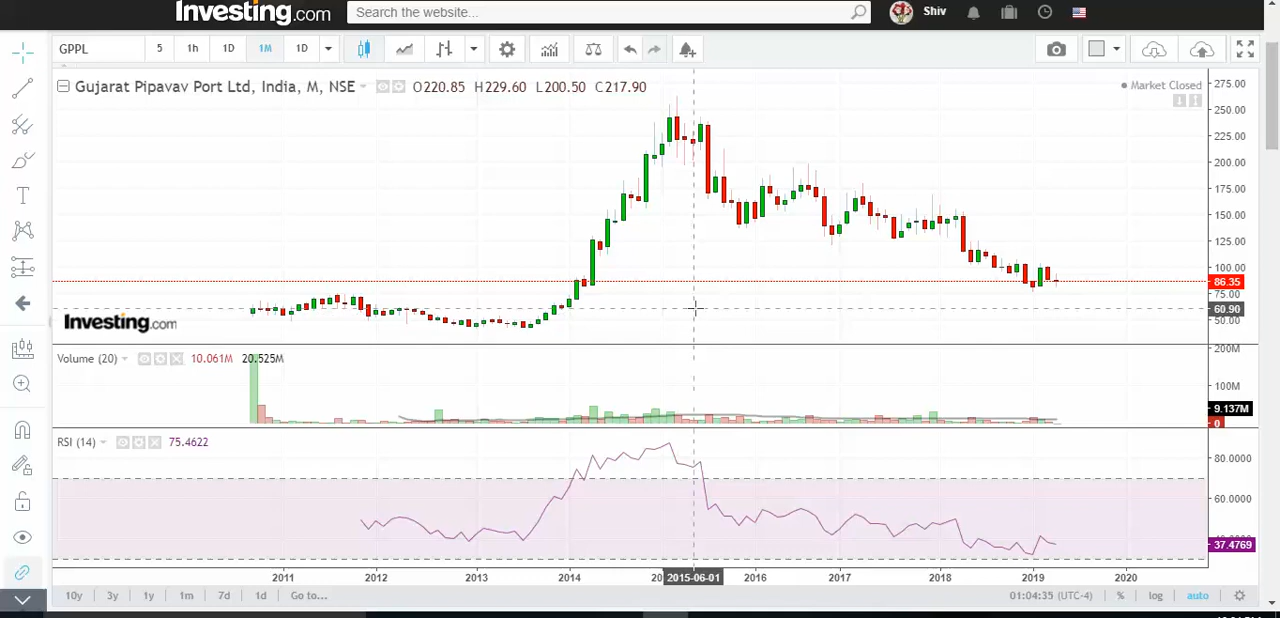 Investing.com
Search the website...
Shiv
GPPL
5 1h 1D 1M 1D
Gujarat Pipavav Port Ltd, India, M, NSE O220.85 H229.60 L200.50 C217.90
Market Closed
275.00
250.00
225.00
200.00
175.00
150.00
125.00
100.00
86.35
75.00
60.90
50.00
Investing.com
Volume (20) 10.061M 20.525M
200M
100M
9.137M
0
RSI (14) 75.4622
80.0000
60.0000
37.4769
2011 2012 2013 2014 2015-06-01 2016 2017 2018 2019 2020
10y 3y 1y 1m 7d 1d Go to... 01:04:35 (UTC-4) % log auto